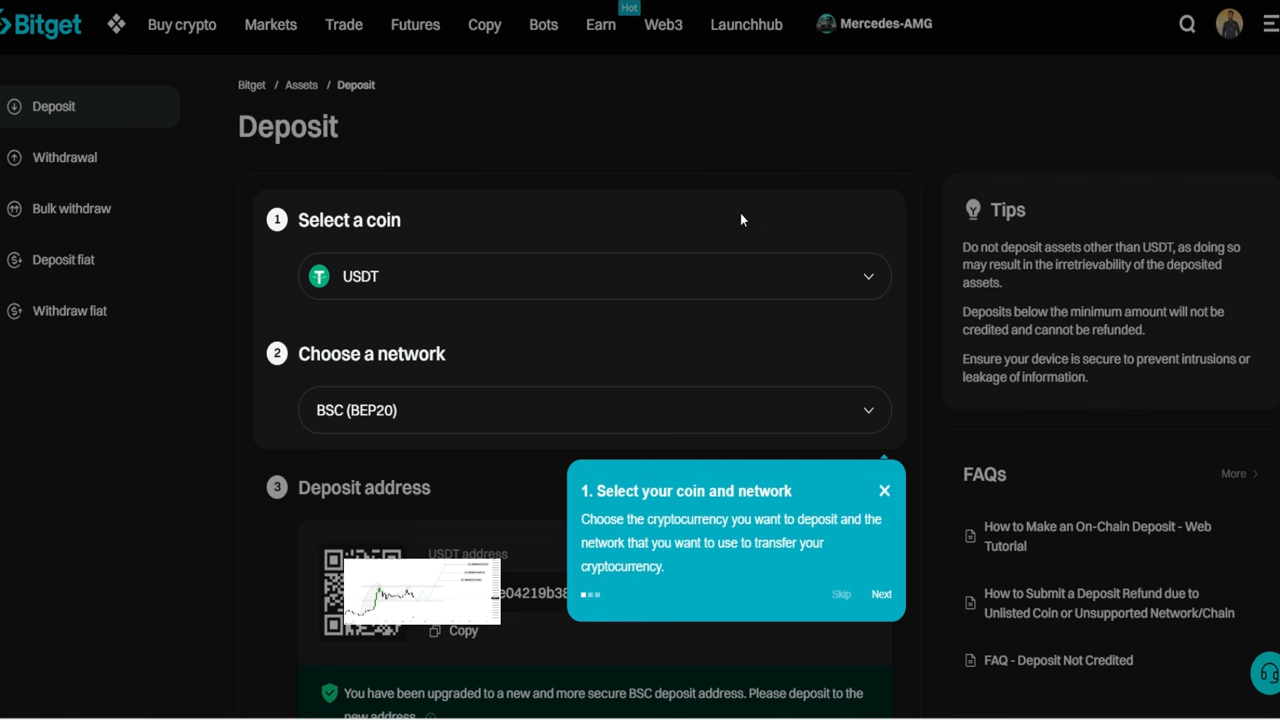 Bitget
Buy crypto
Markets
Trade
Futures
Copy
Bots
Earn
Hot
Web3
Launchhub
Mercedes-AMG
Bitget / Assets / Deposit
Deposit
Deposit
Withdrawal
Bulk withdraw
Deposit fiat
Withdraw fiat
1 Select a coin
USDT
2 Choose a network
BSC (BEP20)
3 Deposit address
USDT address
e04219b38
Copy
You have been upgraded to a new and more secure BSC deposit address. Please deposit to the
new address.
1. Select your coin and network
Choose the cryptocurrency you want to deposit and the
network that you want to use to transfer your
cryptocurrency.
Skip
Next
Tips
Do not deposit assets other than USDT, as doing so
may result in the irretrievability of the deposited
assets.
Deposits below the minimum amount will not be
credited and cannot be refunded.
Ensure your device is secure to prevent intrusions or
leakage of information.
FAQs
More
How to Make an On-Chain Deposit - Web
Tutorial
How to Submit a Deposit Refund due to
Unlisted Coin or Unsupported Network/Chain
FAQ - Deposit Not Credited